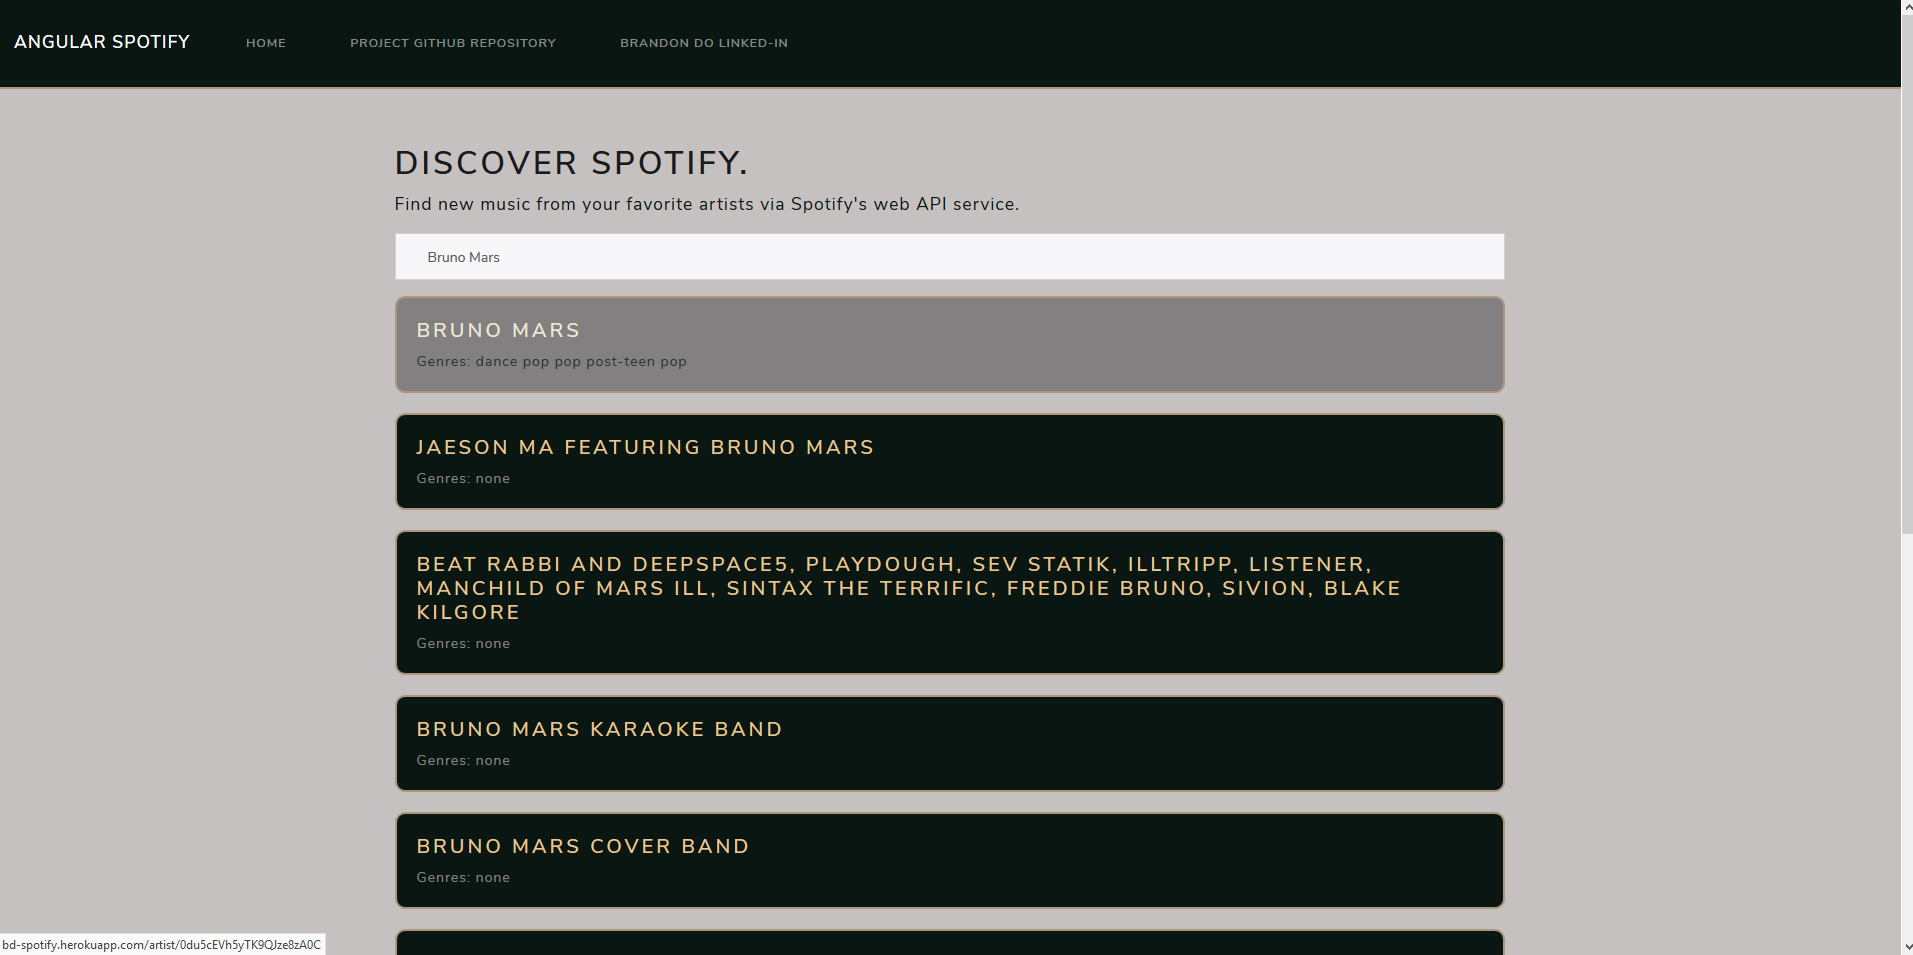 ANGULAR SPOTIFY HOME PROJECT GITHUB REPOSITORY BRANDON DO LINKED-IN
DISCOVER SPOTIFY.
Find new music from your favorite artists via Spotify's web API service.
Bruno Mars
BRUNO MARS
Genres: dance pop pop post-teen pop
JAESON MA FEATURING BRUNO MARS
Genres: none
BEAT RABBI AND DEEPSPACE5, PLAYDOUGH, SEV STATIK, ILLTRIPP, LISTENER,
MANCHILD OF MARS ILL, SINTAX THE TERRIFIC, FREDDIE BRUNO, SIVION, BLAKE
KILGORE
Genres: none
BRUNO MARS KARAOKE BAND
Genres: none
BRUNO MARS COVER BAND
Genres: none
bd-spotify.herokuapp.com/artist/0du5cEVh5yTK9QJze8zA0C